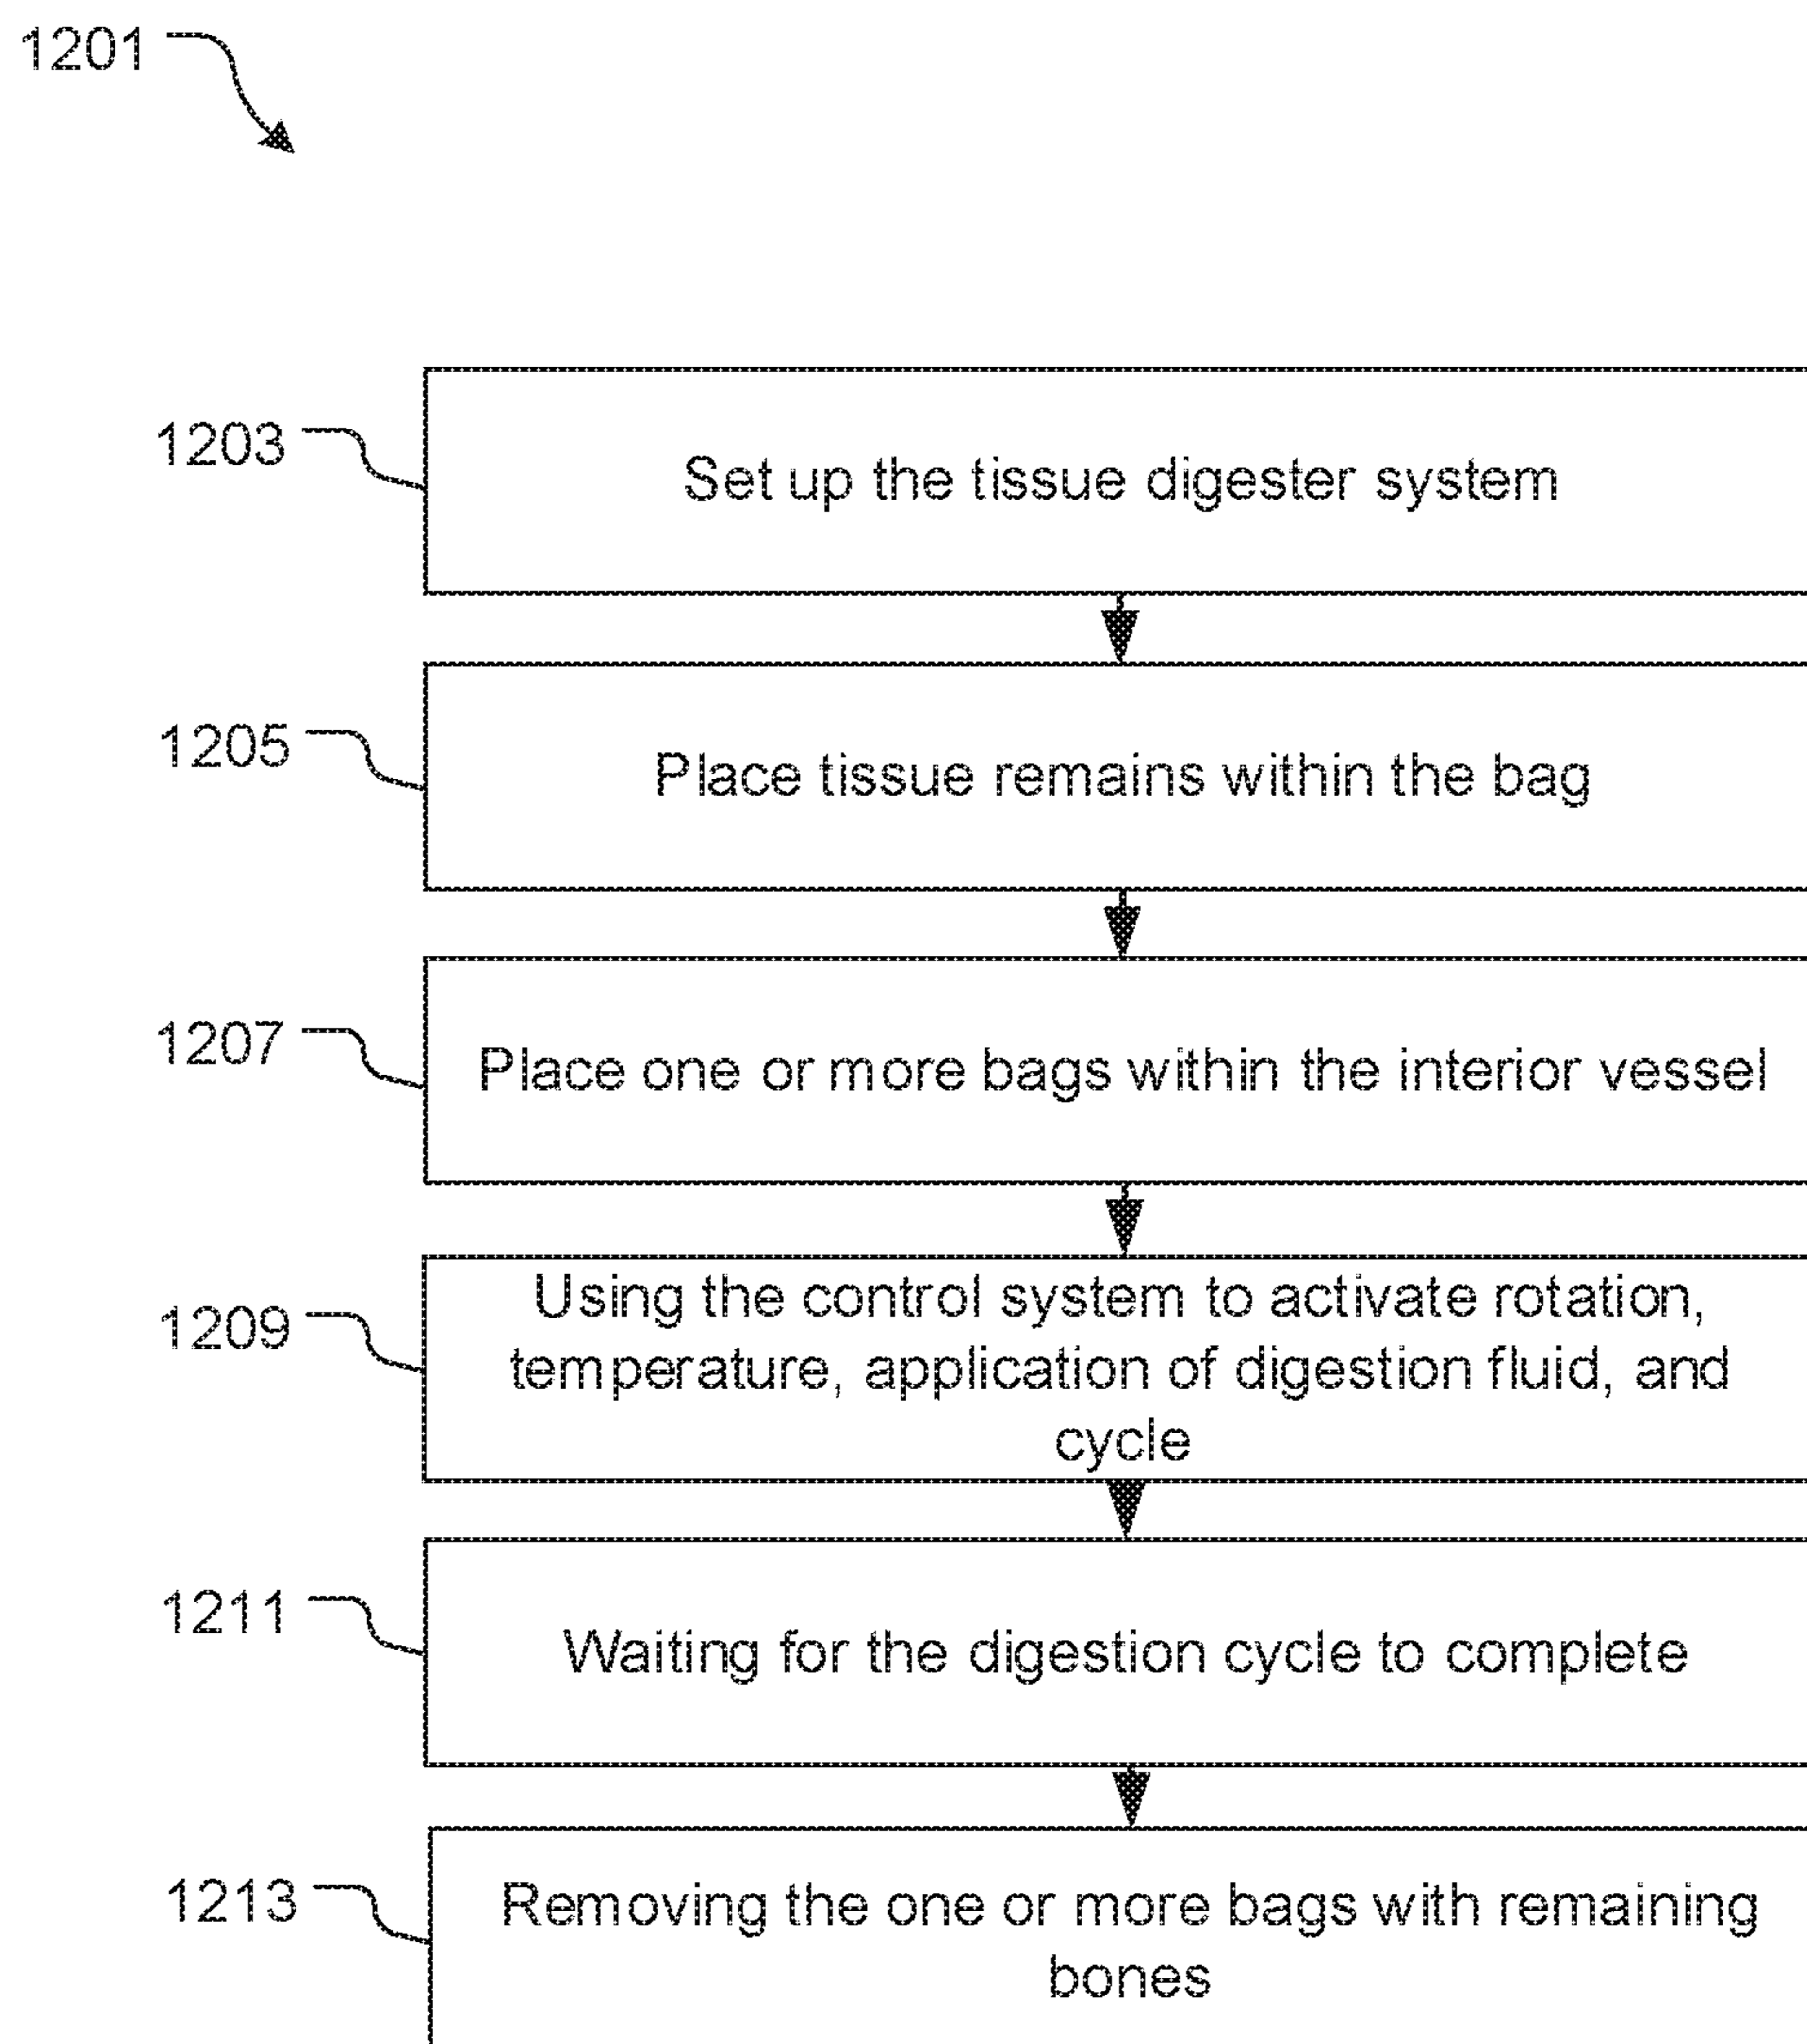 1201
1203
Set up the tissue digester system
1205
Place tissue remains within the bag
1207
Place one or more bags within the interior vessel
1209
Using the control system to activate rotation,
temperature, application of digestion fluid, and
cycle
1211
Waiting for the digestion cycle to complete
1213
Removing the one or more bags with remaining
bones